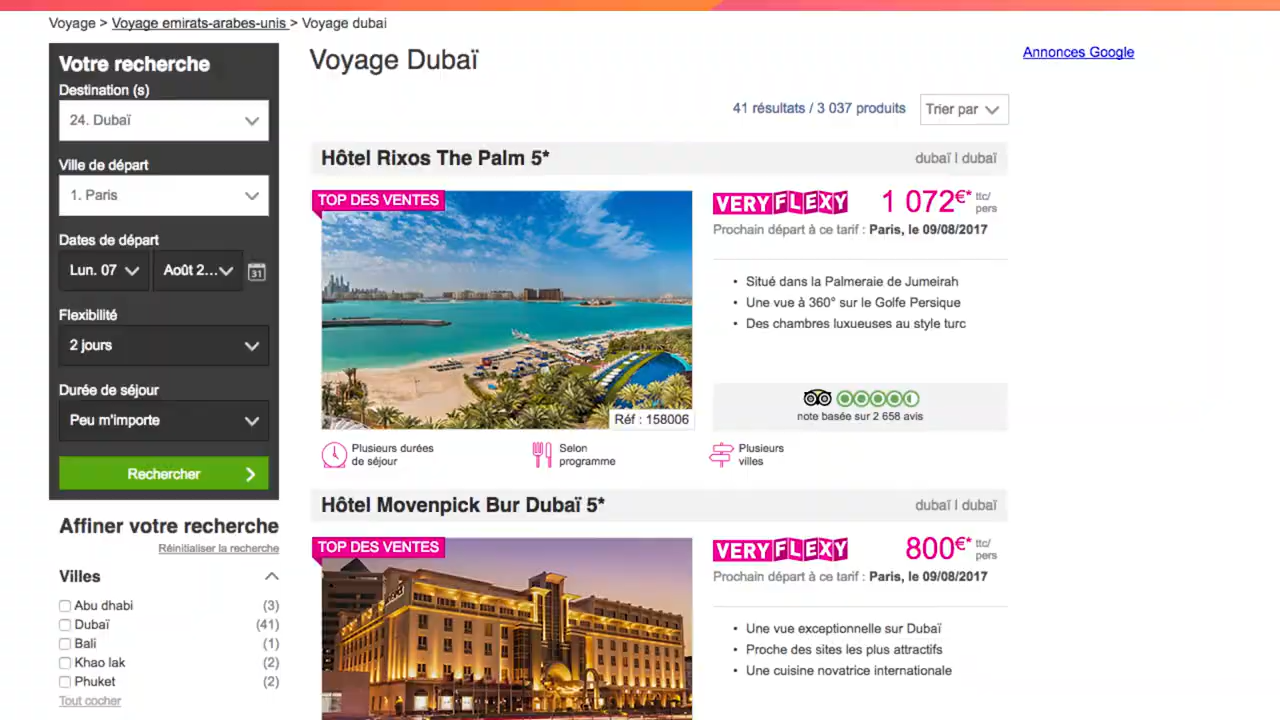 Voyage > Voyage emirats-arabes-unis > Voyage dubai
Votre recherche
Destination (s)
24. Dubaï
Ville de départ
1. Paris
Dates de départ
Lun. 07
Août 2...
31
Flexibilité
2 jours
Durée de séjour
Peu m'importe
Rechercher
Affiner votre recherche
Réinitialiser la recherche
Villes
Abu dhabi (3)
Dubaï (41)
Bali (1)
Khao lak (2)
Phuket (2)
Tout cocher
Voyage Dubaï
41 résultats / 3 037 produits
Trier par
Hôtel Rixos The Palm 5*
dubaï | dubaï
TOP DES VENTES
Réf : 158006
VERY FLEXY
1 072€* ttc/
pers
Prochain départ à ce tarif : Paris, le 09/08/2017
• Situé dans la Palmeraie de Jumeirah
• Une vue à 360° sur le Golfe Persique
• Des chambres luxueuses au style turc
note basée sur 2 658 avis
Plusieurs durées
de séjour
Selon
programme
Plusieurs
villes
Hôtel Movenpick Bur Dubaï 5*
dubaï | dubaï
TOP DES VENTES
VERY FLEXY
800€* ttc/
pers
Prochain départ à ce tarif : Paris, le 09/08/2017
• Une vue exceptionnelle sur Dubaï
• Proche des sites les plus attractifs
• Une cuisine novatrice internationale
Annonces Google